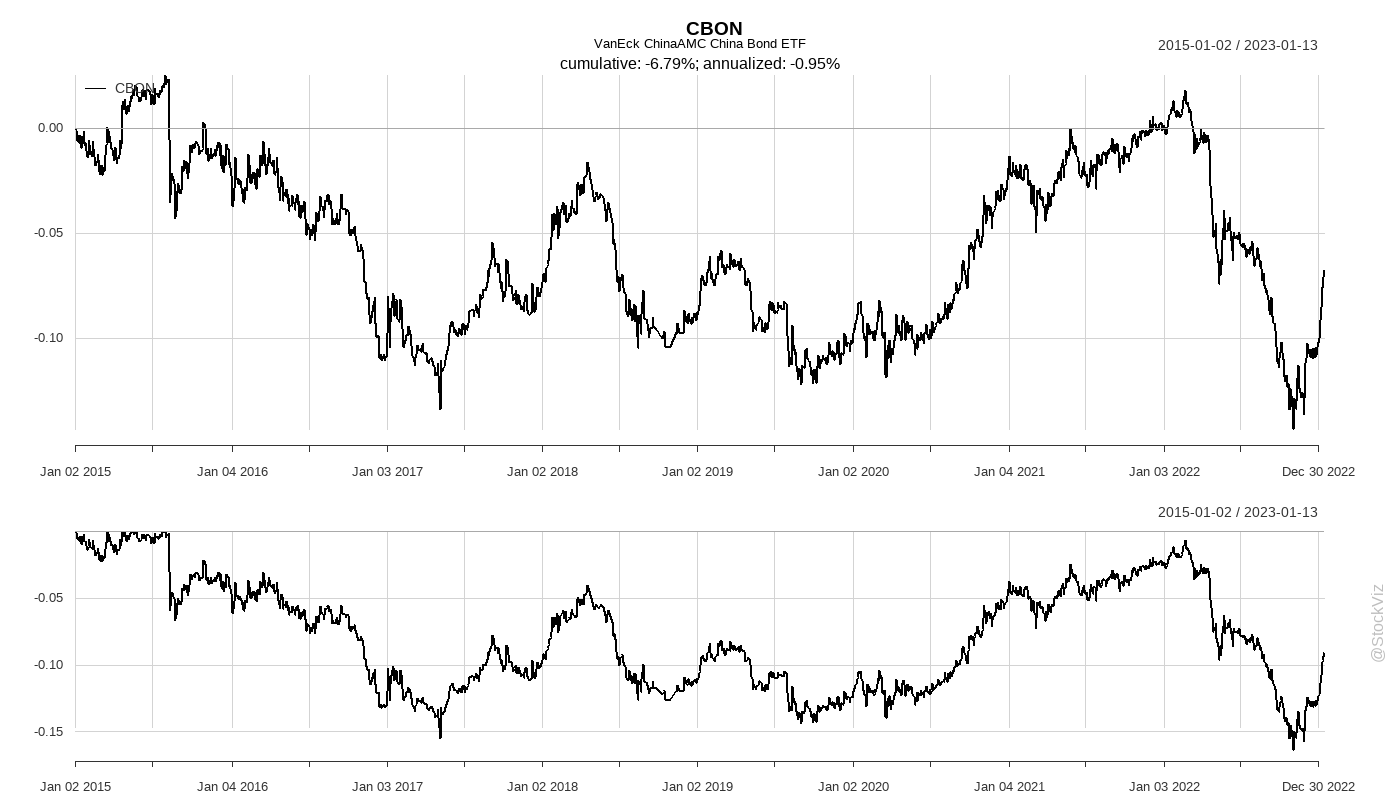 CBON
VanEck ChinaAMC China Bond ETF
2015-01-02 / 2023-01-13
cumulative: -6.79%; annualized: -0.95%
CBON
0.00
-0.05
-0.10
Jan 02 2015 Jan 04 2016 Jan 03 2017 Jan 02 2018 Jan 02 2019 Jan 02 2020 Jan 04 2021 Jan 03 2022 Dec 30 2022
2015-01-02 / 2023-01-13
-0.05
-0.10
-0.15
Jan 02 2015 Jan 04 2016 Jan 03 2017 Jan 02 2018 Jan 02 2019 Jan 02 2020 Jan 04 2021 Jan 03 2022 Dec 30 2022
@StockViz